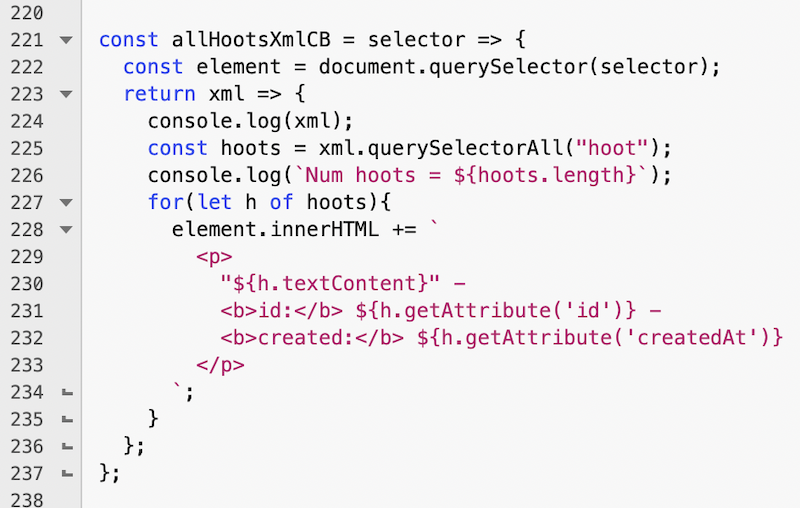 220
221 const allHootsXmlCB = selector => {
222   const element = document.querySelector(selector);
223   return xml => {
224     console.log(xml);
225     const hoots = xml.querySelectorAll("hoot");
226     console.log(`Num hoots = ${hoots.length}`);
227     for(let h of hoots){
228       element.innerHTML += `
229         <p>
230           "${h.textContent}" –
231           <b>id:</b> ${h.getAttribute('id')} –
232           <b>created:</b> ${h.getAttribute('createdAt')}
233         </p>
234       `;
235     }
236   };
237 };
238